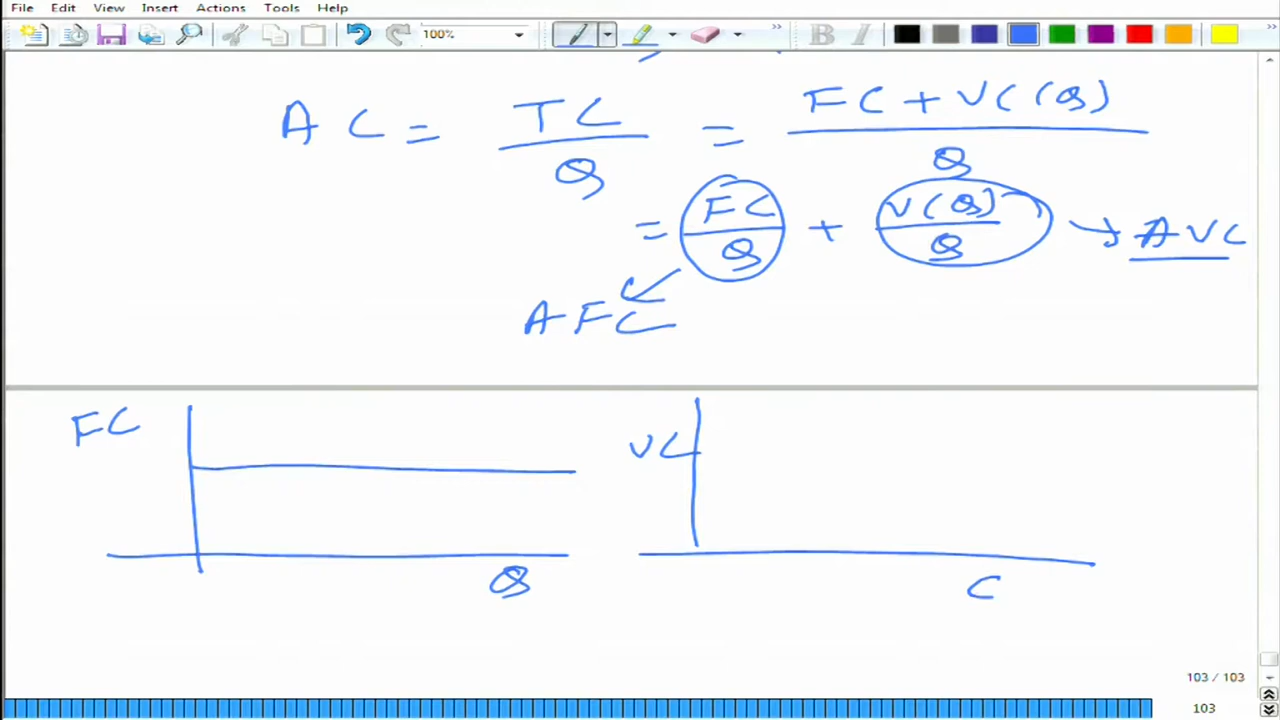 File Edit View Insert Actions Tools Help
100% B I
AC = TC/Q = FC + VC(Q)/Q
= FC/Q + V(Q)/Q → AVC
AFC
FC VC
Q C
103 / 103
103